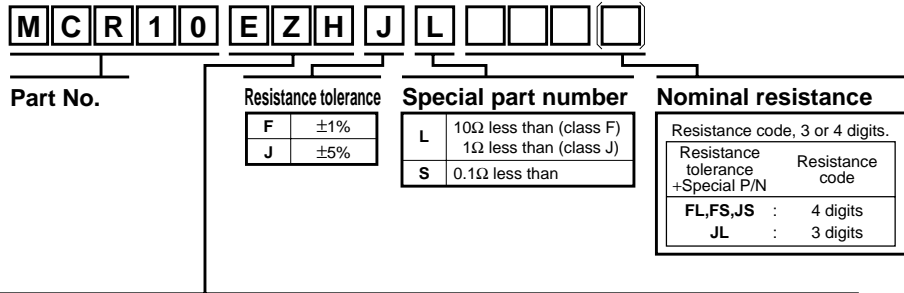 MCR10 EZH J L
Part No.
Resistance tolerance
F ±1%
J ±5%
Special part number
L 10Ω less than (class F)
1Ω less than (class J)
S 0.1Ω less than
Nominal resistance
Resistance code, 3 or 4 digits.
Resistance tolerance +Special P/N Resistance code
FL,FS,JS : 4 digits
JL : 3 digits